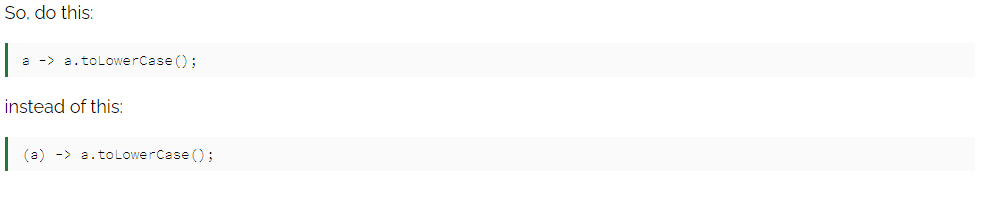 So, do this:
a -> a.toLowerCase();
instead of this:
(a) -> a.toLowerCase();